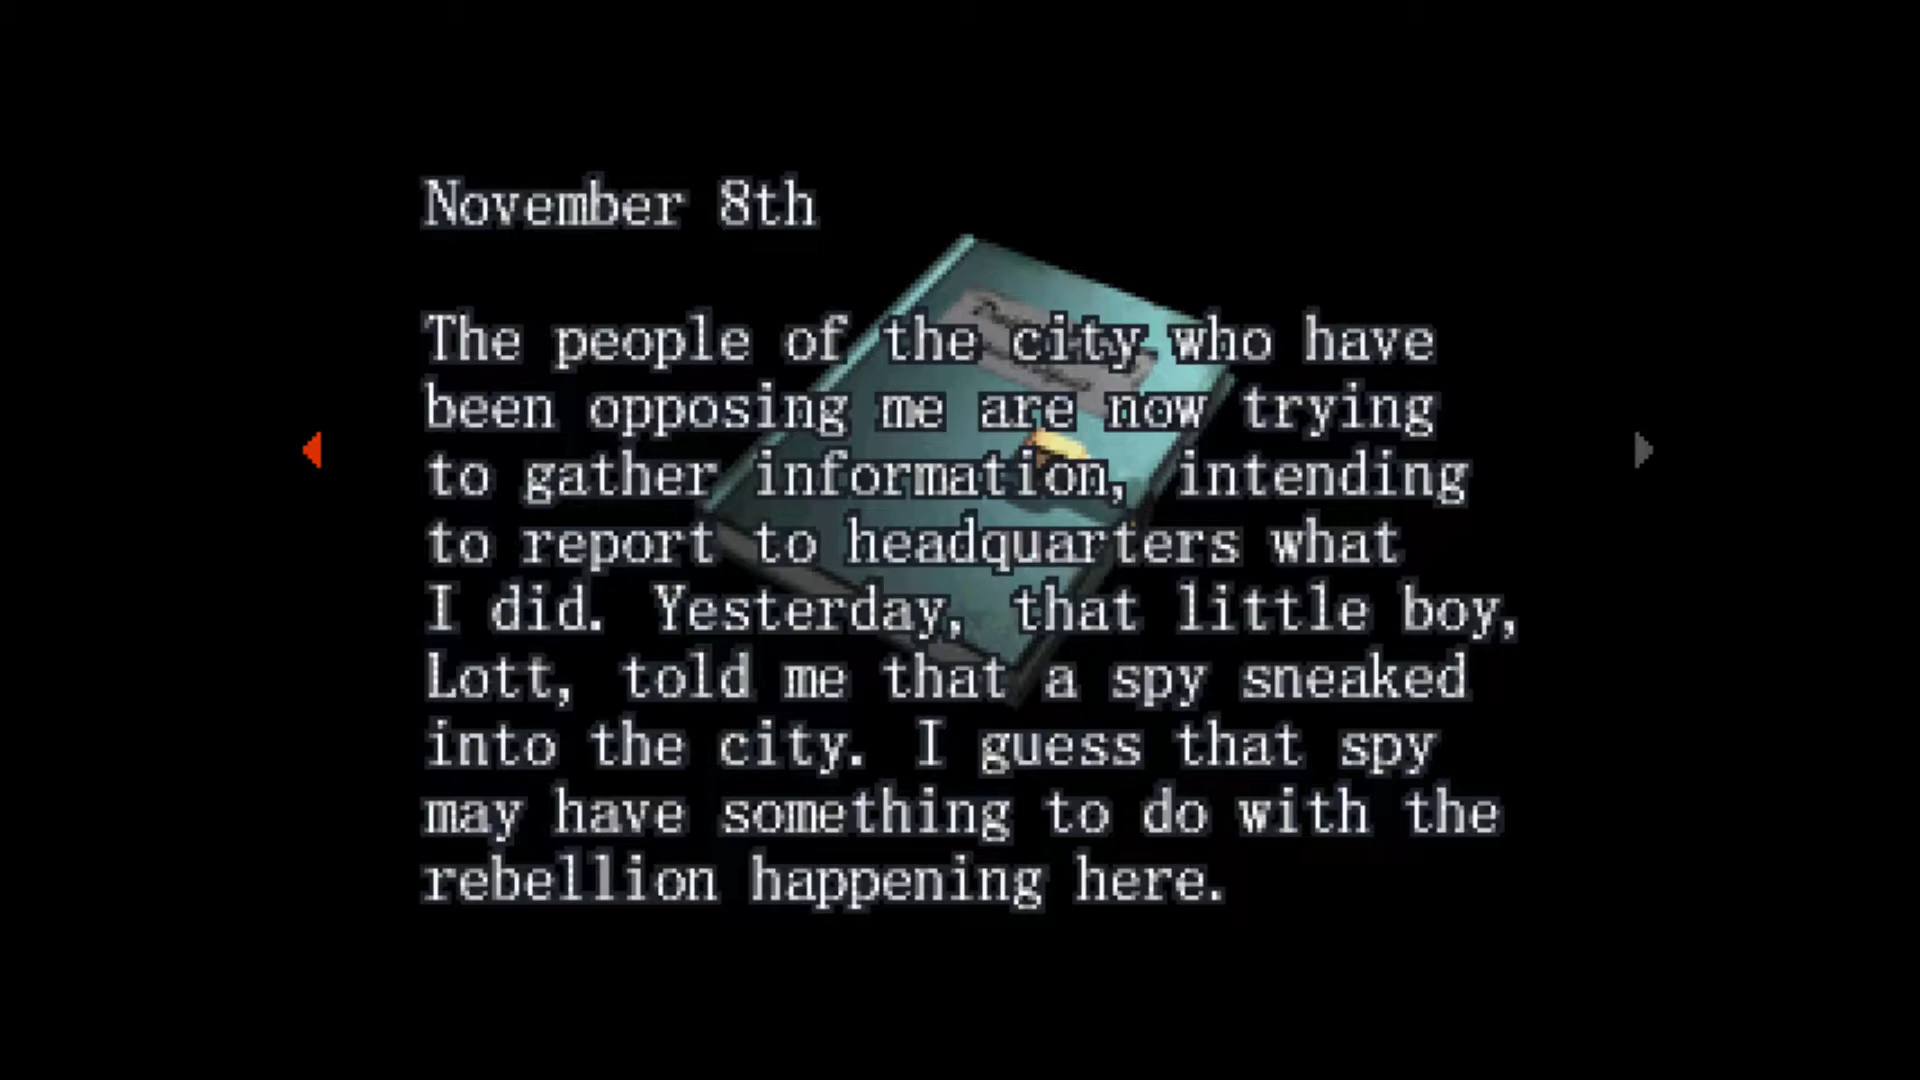 November 8th
The people of the city who have
been opposing me are now trying
to gather information, intending
to report to headquarters what
I did. Yesterday, that little boy,
Lott, told me that a spy sneaked
into the city. I guess that spy
may have something to do with the
rebellion happening here.